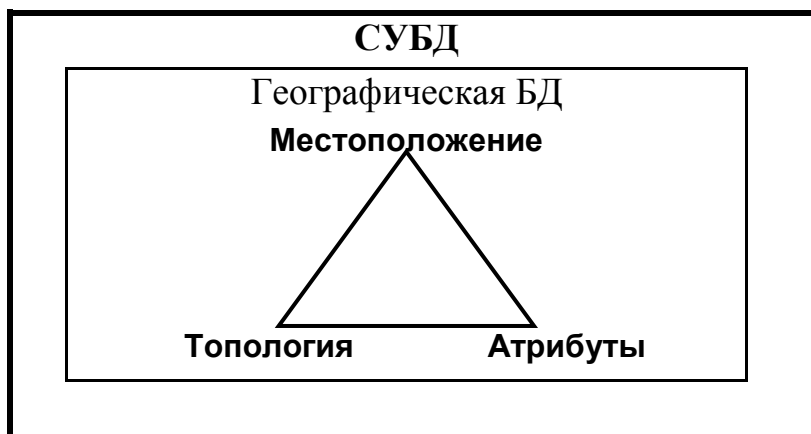 СУБД
Географическая БД
Местоположение
Топология Атрибуты